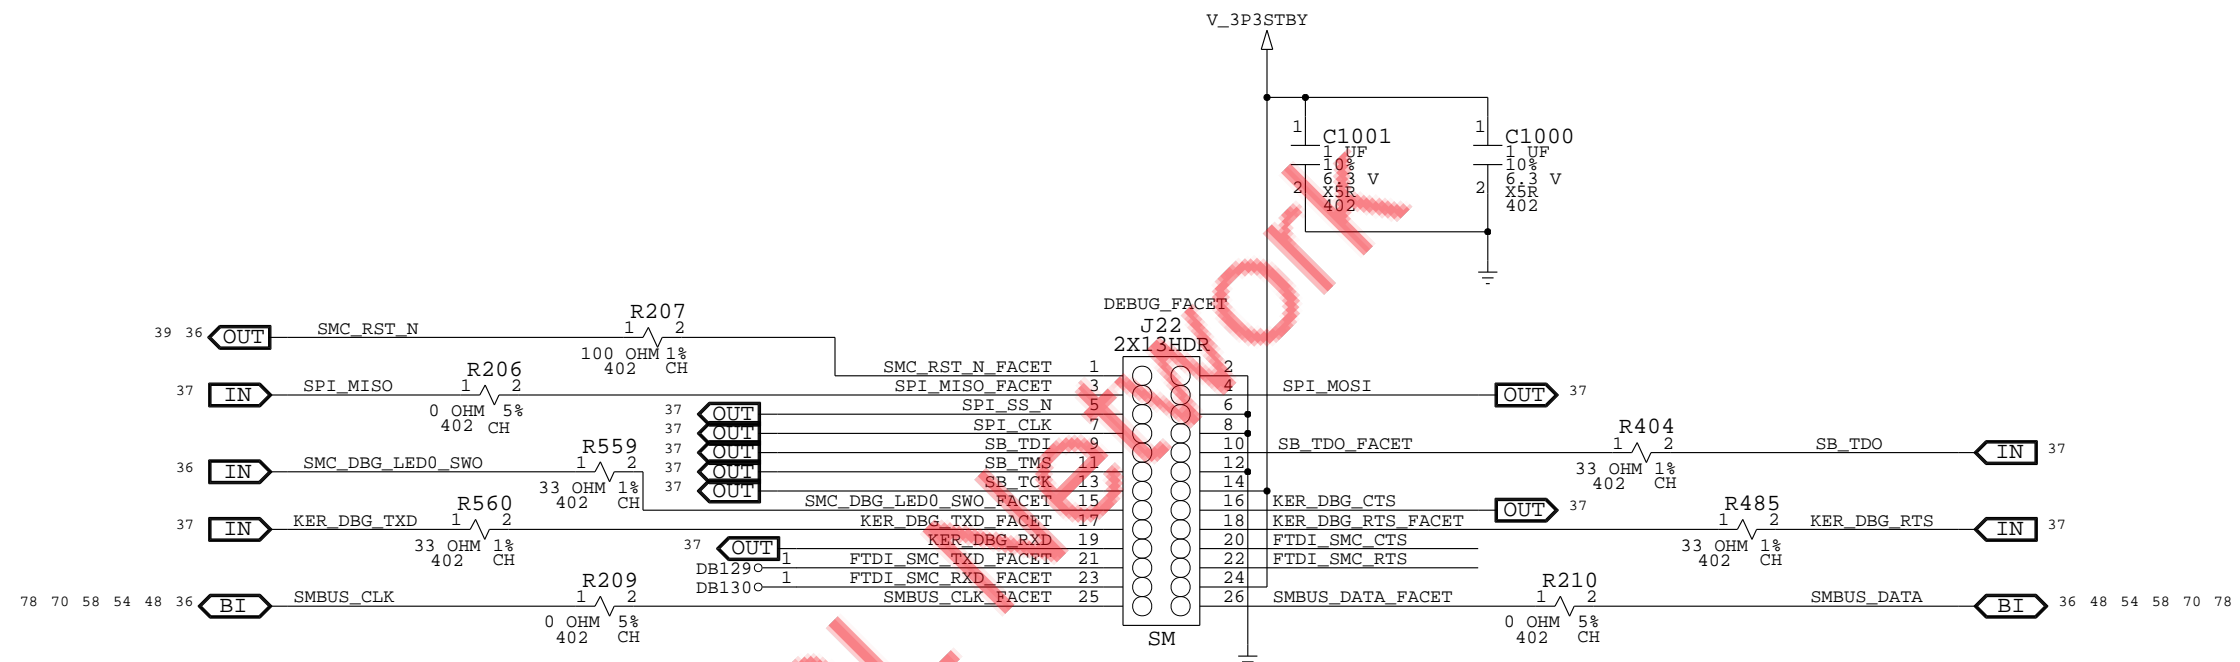 V_3P3STBY
1 C1001 1 UF 10% 6.3 V X5R 402 2
1 C1000 1 UF 10% 6.3 V X5R 402 2
DEBUG_FACET
J22
2X13HDR
39 36 OUT SMC_RST_N R207 1 2 100 OHM 1% 402 CH
SMC_RST_N_FACET 1 2
37 IN SPI_MISO R206 1 2 0 OHM 5% 402 CH SPI_MISO_FACET 3 4 SPI_MOSI OUT 37
37 OUT SPI_SS_N 5 6
37 OUT SPI_CLK 7 8
37 OUT SB_TDI 9 10 SB_TDO_FACET R404 1 2 33 OHM 1% 402 CH SB_TDO IN 37
36 IN SMC_DBG_LED0_SWO R559 1 2 33 OHM 1% 402 CH
37 OUT SB_TMS 11 12
37 OUT SB_TCK 13 14
SMC_DBG_LED0_SWO_FACET 15 16 KER_DBG_CTS OUT 37
37 IN KER_DBG_TXD R560 1 2 33 OHM 1% 402 CH KER_DBG_TXD_FACET 17 18 KER_DBG_RTS_FACET R485 1 2 33 OHM 1% 402 CH KER_DBG_RTS IN 37
37 OUT KER_DBG_RXD 19 20 FTDI_SMC_CTS
DB129 1 FTDI_SMC_TXD_FACET 21 22 FTDI_SMC_RTS
DB130 1 FTDI_SMC_RXD_FACET 23 24
78 70 58 54 48 36 BI SMBUS_CLK R209 1 2 0 OHM 5% 402 CH SMBUS_CLK_FACET 25 26 SMBUS_DATA_FACET R210 1 2 0 OHM 5% 402 CH SMBUS_DATA BI 36 48 54 58 70 78
SM
Network